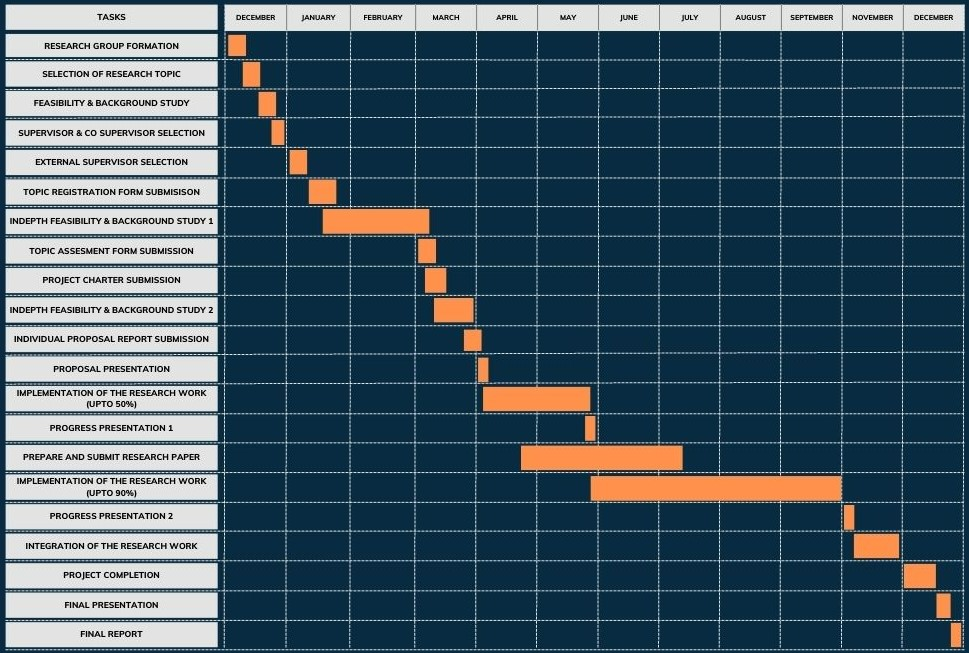 TASKS
DECEMBER
JANUARY
FEBRUARY
MARCH
APRIL
MAY
JUNE
JULY
AUGUST
SEPTEMBER
NOVEMBER
DECEMBER
RESEARCH GROUP FORMATION
SELECTION OF RESEARCH TOPIC
FEASIBILITY & BACKGROUND STUDY
SUPERVISOR & CO SUPERVISOR SELECTION
EXTERNAL SUPERVISOR SELECTION
TOPIC REGISTRATION FORM SUBMISISON
INDEPTH FEASIBILITY & BACKGROUND STUDY 1
TOPIC ASSESMENT FORM SUBMISSION
PROJECT CHARTER SUBMISSION
INDEPTH FEASIBILITY & BACKGROUND STUDY 2
INDIVIDUAL PROPOSAL REPORT SUBMISSION
PROPOSAL PRESENTATION
IMPLEMENTATION OF THE RESEARCH WORK
(UPTO 50%)
PROGRESS PRESENTATION 1
PREPARE AND SUBMIT RESEARCH PAPER
IMPLEMENTATION OF THE RESEARCH WORK
(UPTO 90%)
PROGRESS PRESENTATION 2
INTEGRATION OF THE RESEARCH WORK
PROJECT COMPLETION
FINAL PRESENTATION
FINAL REPORT